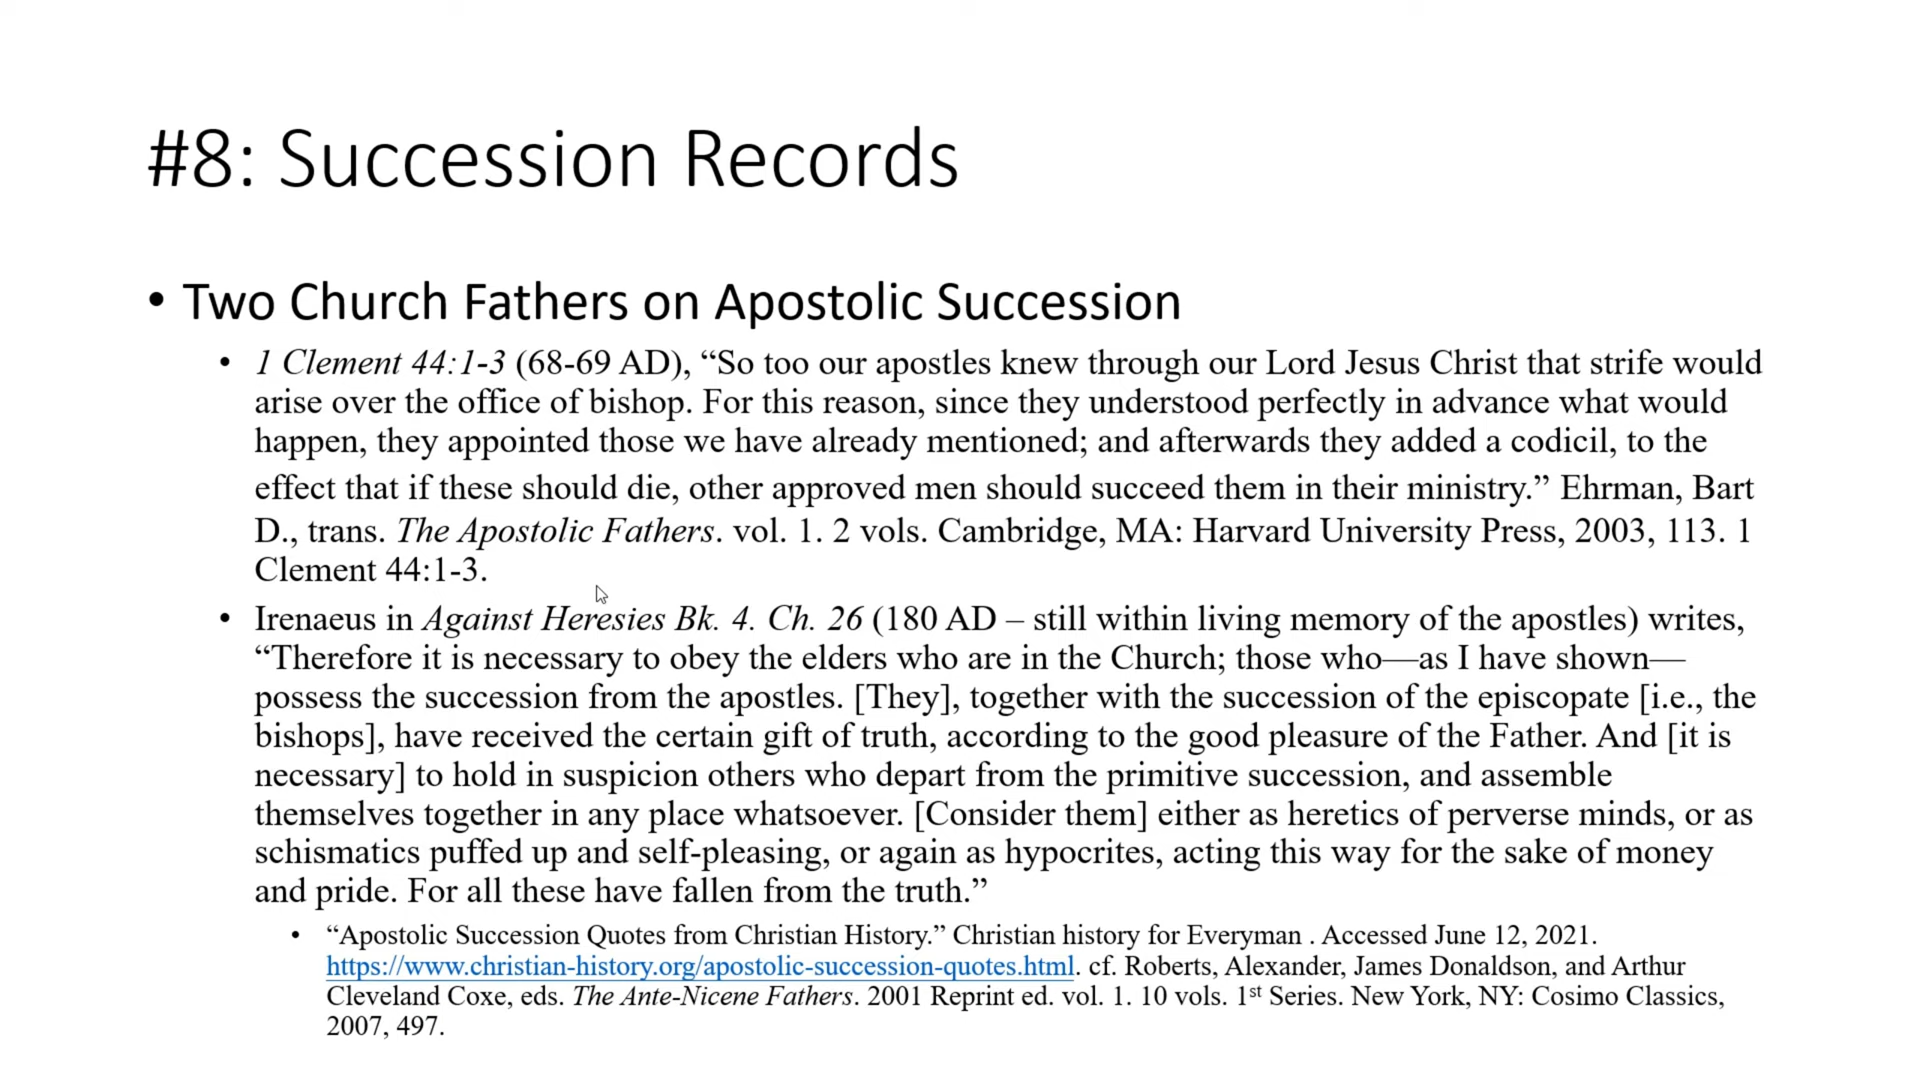 #8: Succession Records
• Two Church Fathers on Apostolic Succession
• 1 Clement 44:1-3 (68-69 AD), “So too our apostles knew through our Lord Jesus Christ that strife would
arise over the office of bishop. For this reason, since they understood perfectly in advance what would
happen, they appointed those we have already mentioned; and afterwards they added a codicil, to the
effect that if these should die, other approved men should succeed them in their ministry.” Ehrman, Bart
D., trans. The Apostolic Fathers. vol. 1. 2 vols. Cambridge, MA: Harvard University Press, 2003, 113. 1
Clement 44:1-3.
• Irenaeus in Against Heresies Bk. 4. Ch. 26 (180 AD – still within living memory of the apostles) writes,
“Therefore it is necessary to obey the elders who are in the Church; those who—as I have shown—
possess the succession from the apostles. [They], together with the succession of the episcopate [i.e., the
bishops], have received the certain gift of truth, according to the good pleasure of the Father. And [it is
necessary] to hold in suspicion others who depart from the primitive succession, and assemble
themselves together in any place whatsoever. [Consider them] either as heretics of perverse minds, or as
schismatics puffed up and self-pleasing, or again as hypocrites, acting this way for the sake of money
and pride. For all these have fallen from the truth.”
• “Apostolic Succession Quotes from Christian History.” Christian history for Everyman . Accessed June 12, 2021.
https://www.christian-history.org/apostolic-succession-quotes.html. cf. Roberts, Alexander, James Donaldson, and Arthur
Cleveland Coxe, eds. The Ante-Nicene Fathers. 2001 Reprint ed. vol. 1. 10 vols. 1st Series. New York, NY: Cosimo Classics,
2007, 497.